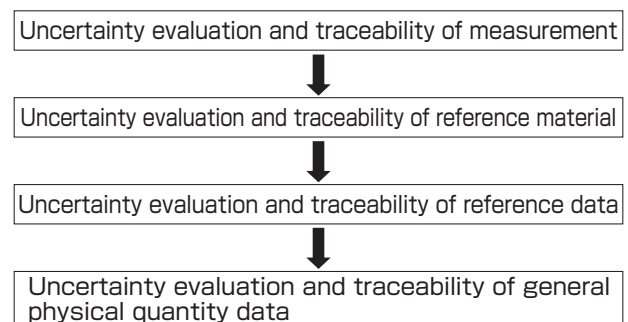 Uncertainty evaluation and traceability of measurement
Uncertainty evaluation and traceability of reference material
Uncertainty evaluation and traceability of reference data
Uncertainty evaluation and traceability of general
physical quantity data